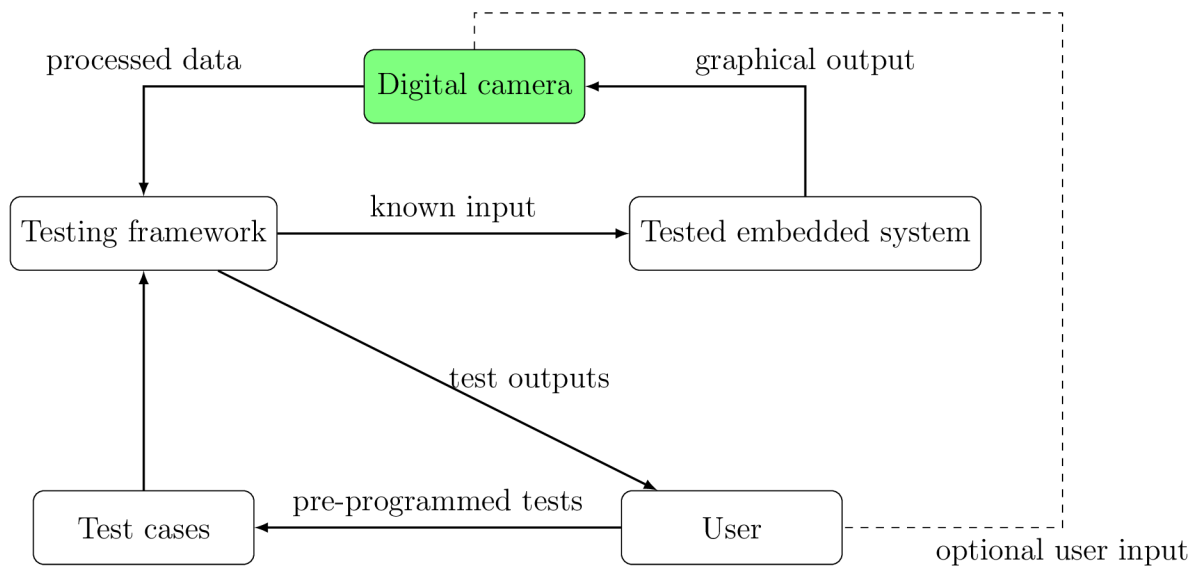 processed data
graphical output
Digital camera
known input
Testing framework
Tested embedded system
test outputs
pre-programmed tests
Test cases
User
optional user input